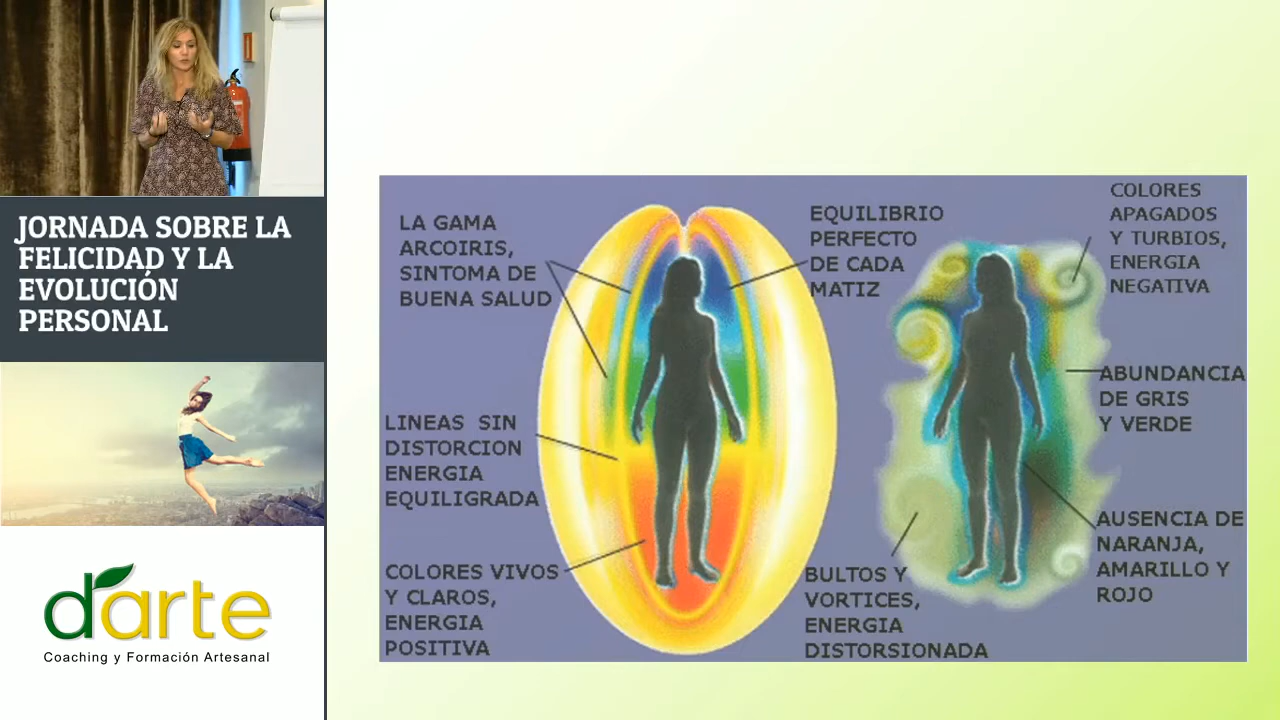 JORNADA SOBRE LA
FELICIDAD Y LA
EVOLUCIÓN
PERSONAL
d'arte
Coaching y Formación Artesanal
LA GAMA
ARCOIRIS,
SINTOMA DE
BUENA SALUD
LINEAS SIN
DISTORCION
ENERGIA
EQUILIGRADA
COLORES VIVOS
Y CLAROS,
ENERGIA
POSITIVA
EQUILIBRIO
PERFECTO
DE CADA
MATIZ
COLORES
APAGADOS
Y TURBIOS,
ENERGIA
NEGATIVA
ABUNDANCIA
DE GRIS
Y VERDE
AUSENCIA DE
NARANJA,
AMARILLO Y
ROJO
BULTOS Y
VORTICES,
ENERGIA
DISTORSIONADA